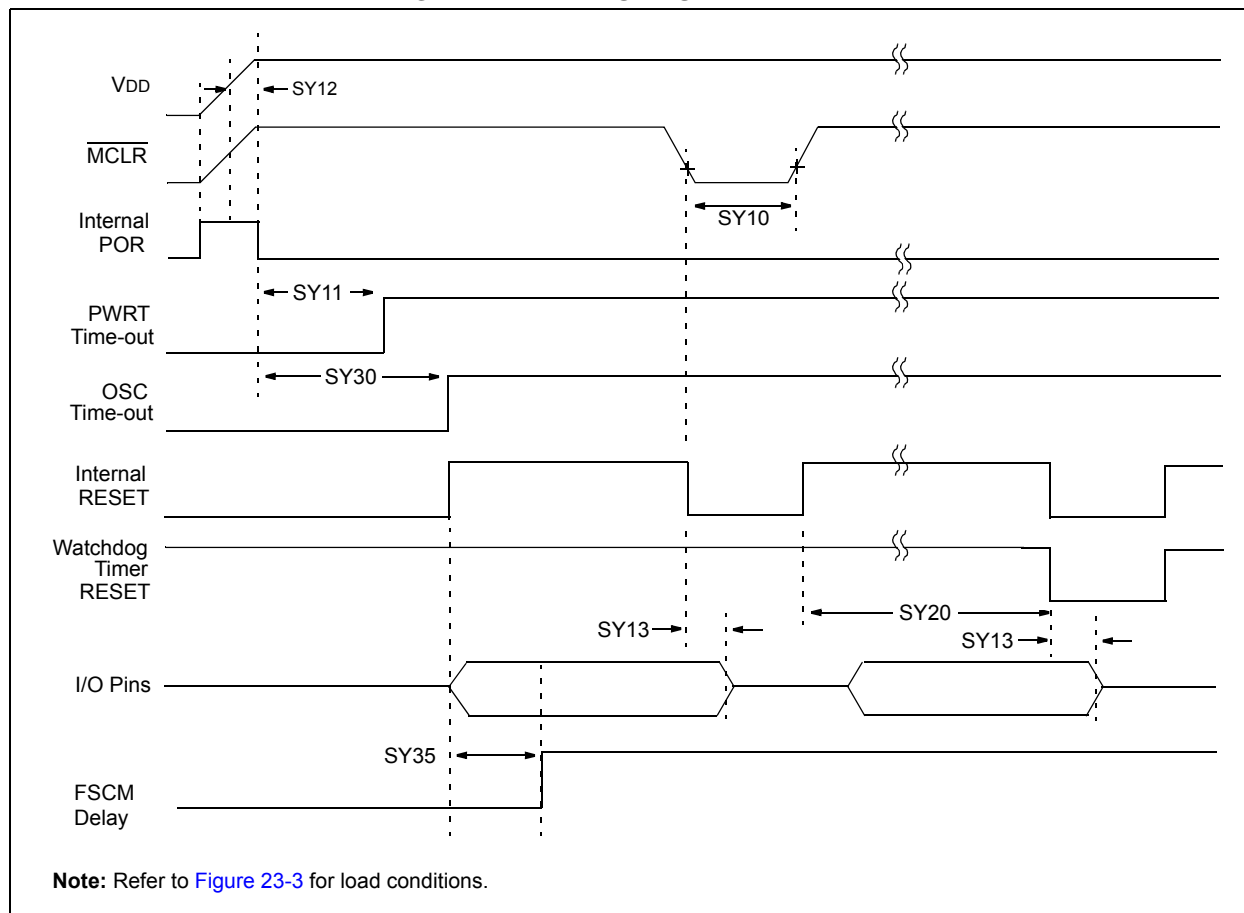 VDD
SY12
MCLR
SY10
Internal
POR
SY11
PWRT
Time-out
SY30
OSC
Time-out
Internal
RESET
Watchdog
Timer
RESET
SY20
SY13
SY13
I/O Pins
SY35
FSCM
Delay
Note: Refer to Figure 23-3 for load conditions.